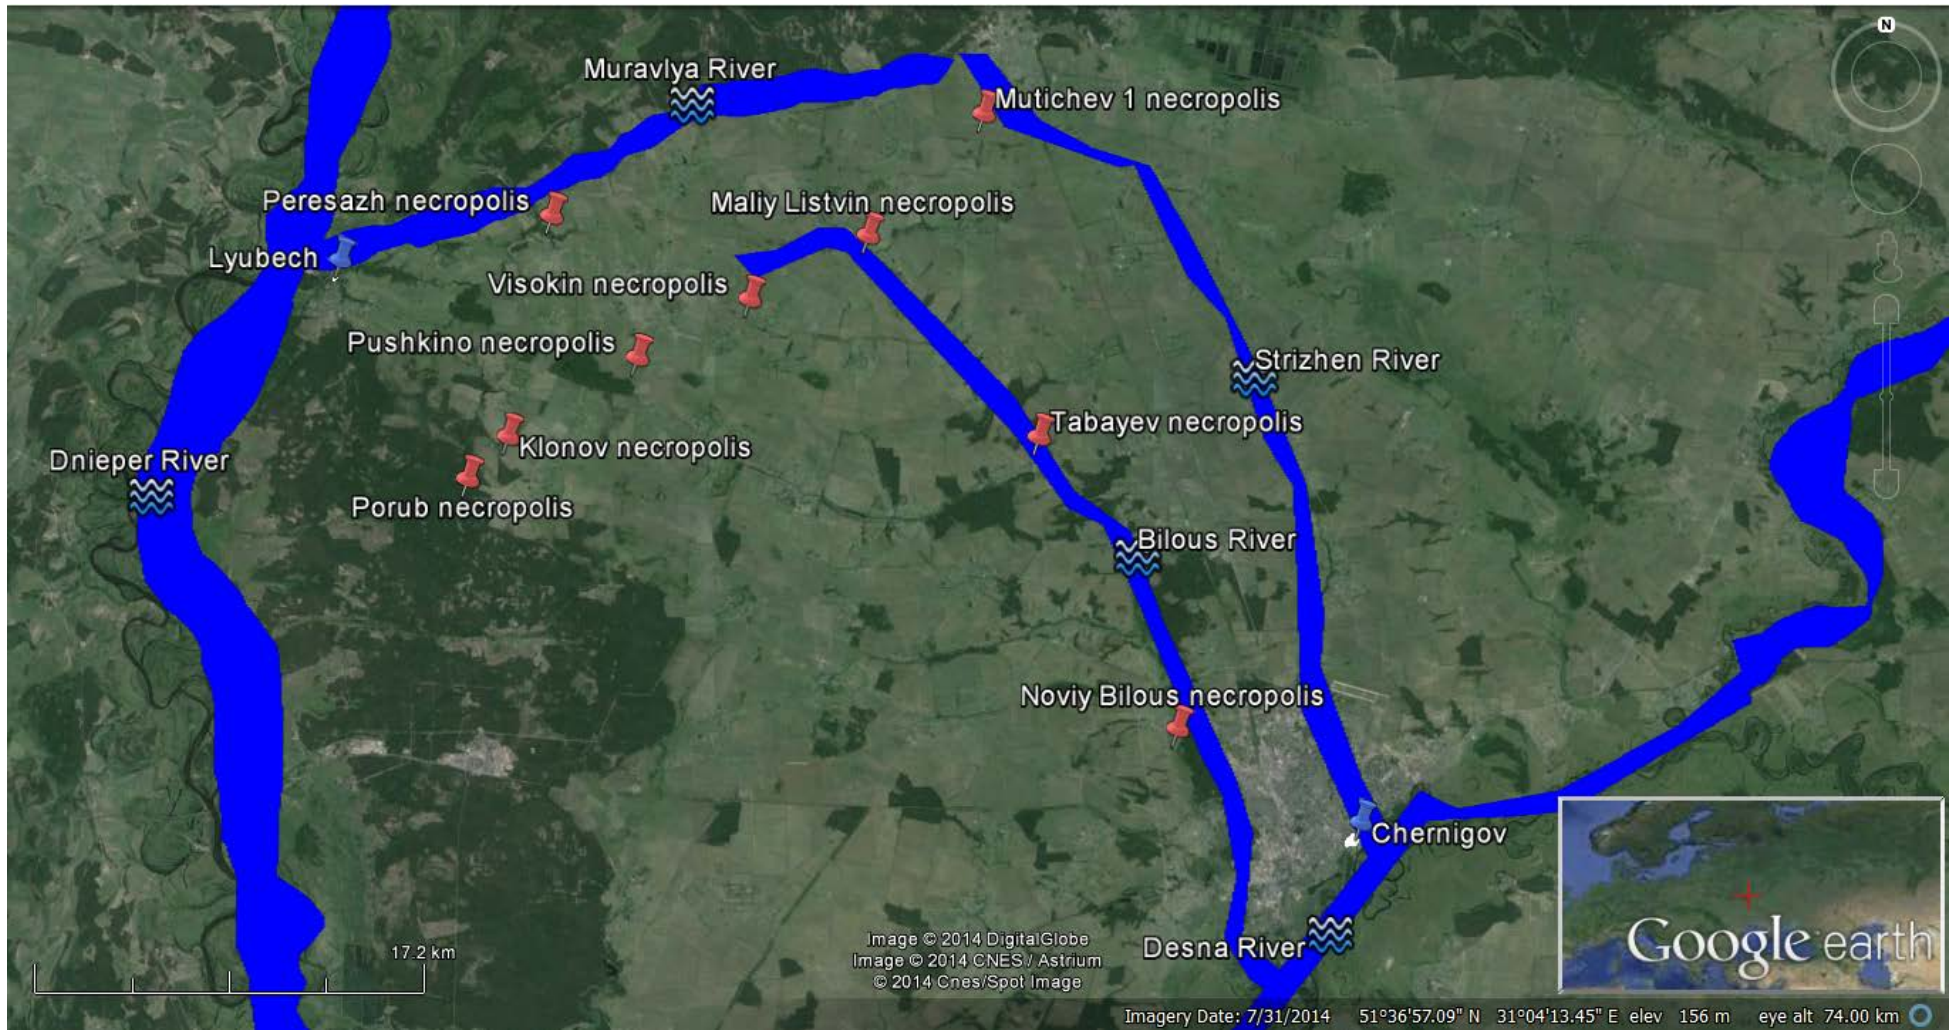 N
Muravlya River
Mutichev 1 necropolis
Peresazh necropolis
Maliy Listvin necropolis
Lyubech
Visokin necropolis
Pushkino necropolis
Strizhen River
Tabayev necropolis
Klonov necropolis
Dnieper River
Porub necropolis
Bilous River
Noviy Bilous necropolis
Chernigov
Desna River
17.2 km
Image © 2014 DigitalGlobe
Image © 2014 CNES / Astrium
© 2014 Cnes/Spot Image
Google earth
Imagery Date: 7/31/2014 51°36'57.09" N 31°04'13.45" E elev 156 m eye alt 74.00 km